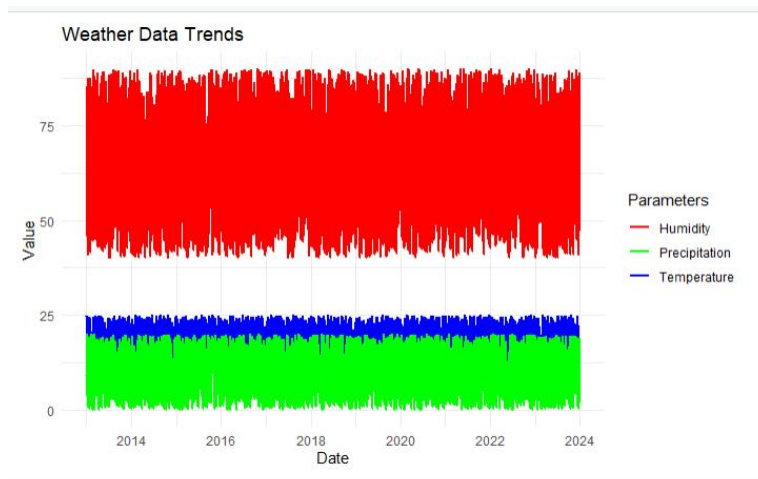 Weather Data Trends
75
50
25
0
Value
2014 2016 2018 2020 2022 2024
Date
Parameters
Humidity
Precipitation
Temperature